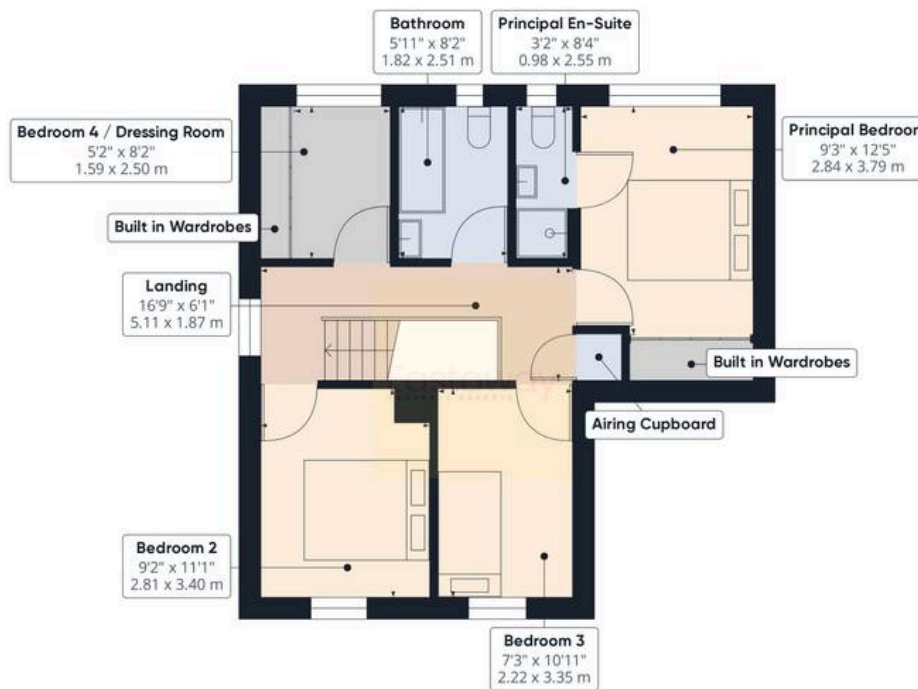 Bathroom
5'11" x 8'2"
1.82 x 2.51 m
Principal En-Suite
3'2" x 8'4"
0.98 x 2.55 m
Bedroom 4 / Dressing Room
5'2" x 8'2"
1.59 x 2.50 m
Principal Bedroom
9'3" x 12'5"
2.84 x 3.79 m
Built in Wardrobes
Landing
16'9" x 6'1"
5.11 x 1.87 m
Built in Wardrobes
Airing Cupboard
Bedroom 2
9'2" x 11'1"
2.81 x 3.40 m
Bedroom 3
7'3" x 10'11"
2.22 x 3.35 m